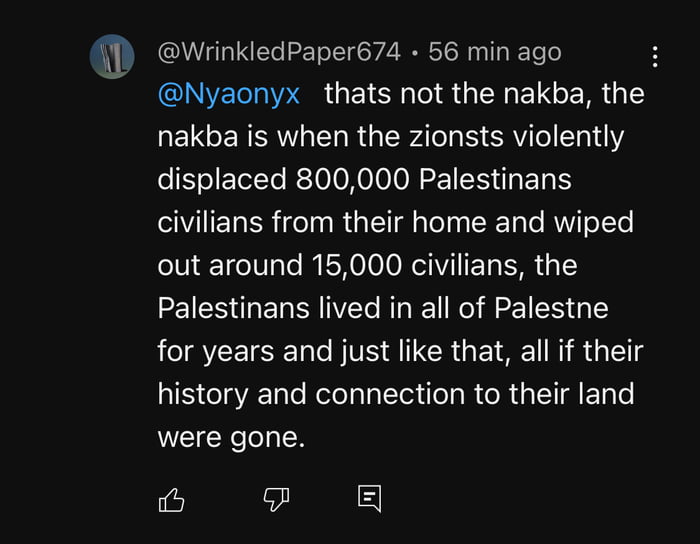 @WrinkledPaper674 • 56 min ago
@Nyaonyx thats not the nakba, the
nakba is when the zionsts violently
displaced 800,000 Palestinans
civilians from their home and wiped
out around 15,000 civilians, the
Palestinans lived in all of Palestne
for years and just like that, all if their
history and connection to their land
were gone.